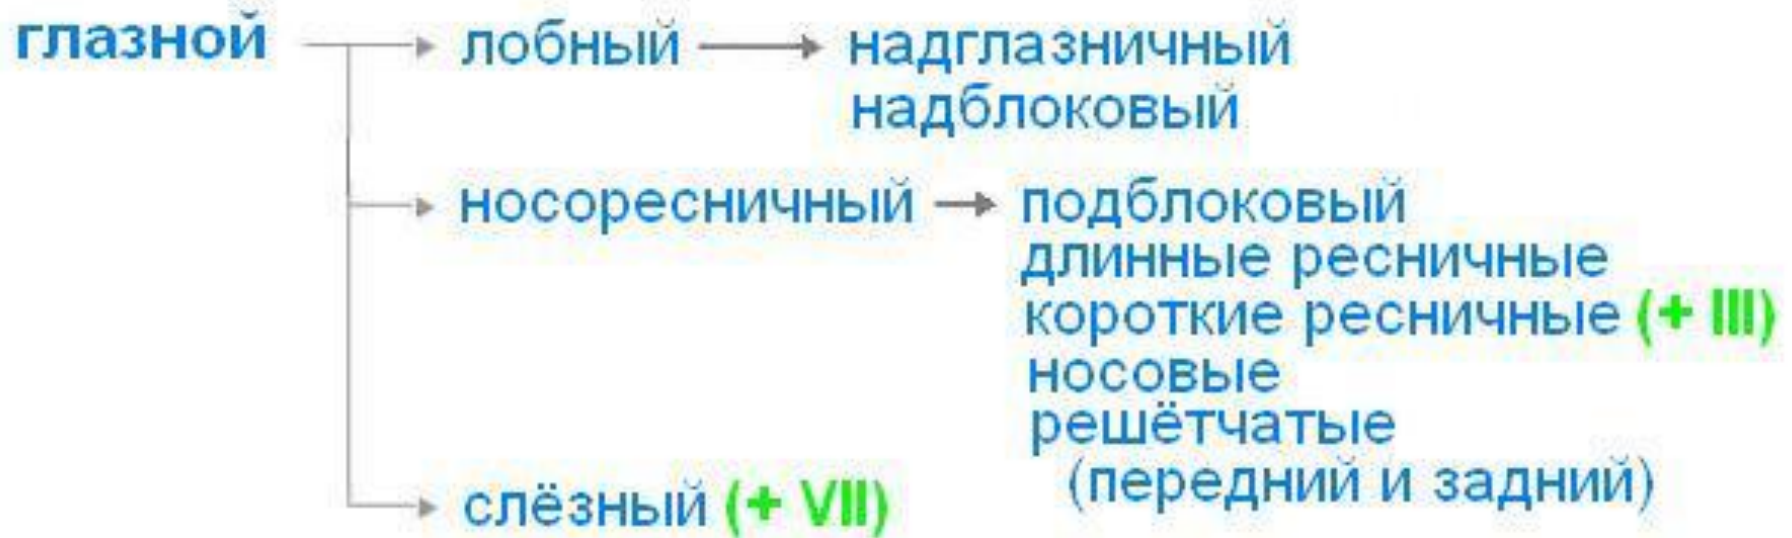 глазной
лобный
надглазничный
надблоковый
носоресничный
подблоковый
длинные ресничные
короткие ресничные (+ III)
носовые
решётчатые
(передний и задний)
слёзный (+ VII)